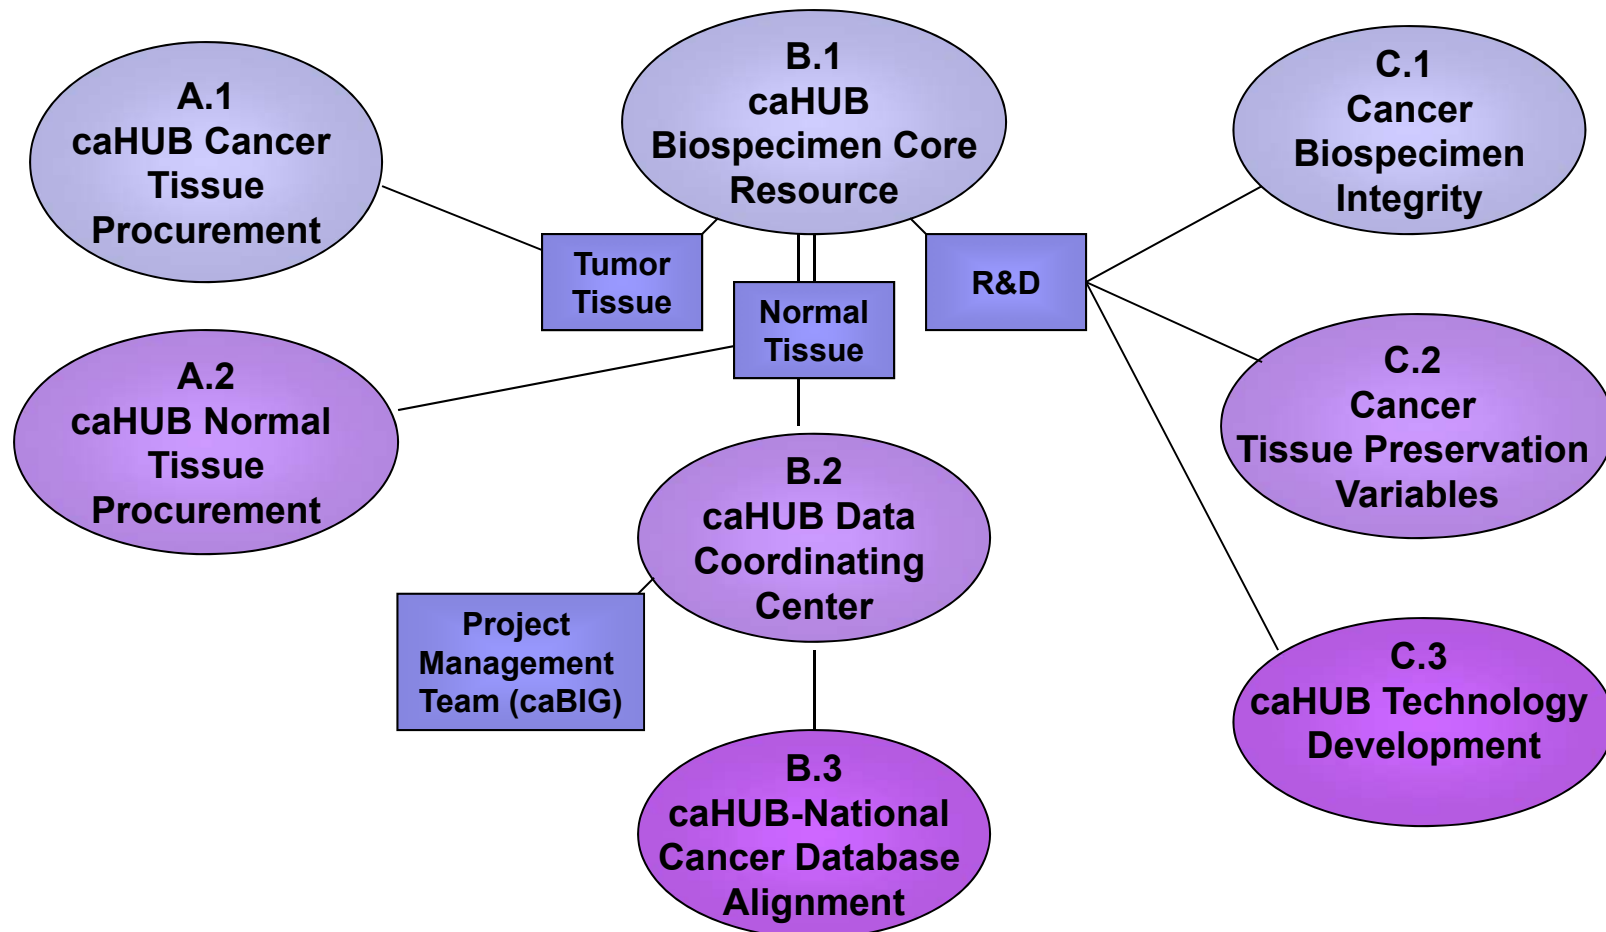 A.1
caHUB Cancer
Tissue
Procurement
B.1
caHUB
Biospecimen Core
Resource
C.1
Cancer
Biospecimen
Integrity
Tumor
Tissue
Normal
Tissue
R&D
A.2
caHUB Normal
Tissue
Procurement
C.2
Cancer
Tissue Preservation
Variables
B.2
caHUB Data
Coordinating
Center
Project
Management
Team (caBIG)
C.3
caHUB Technology
Development
B.3
caHUB-National
Cancer Database
Alignment